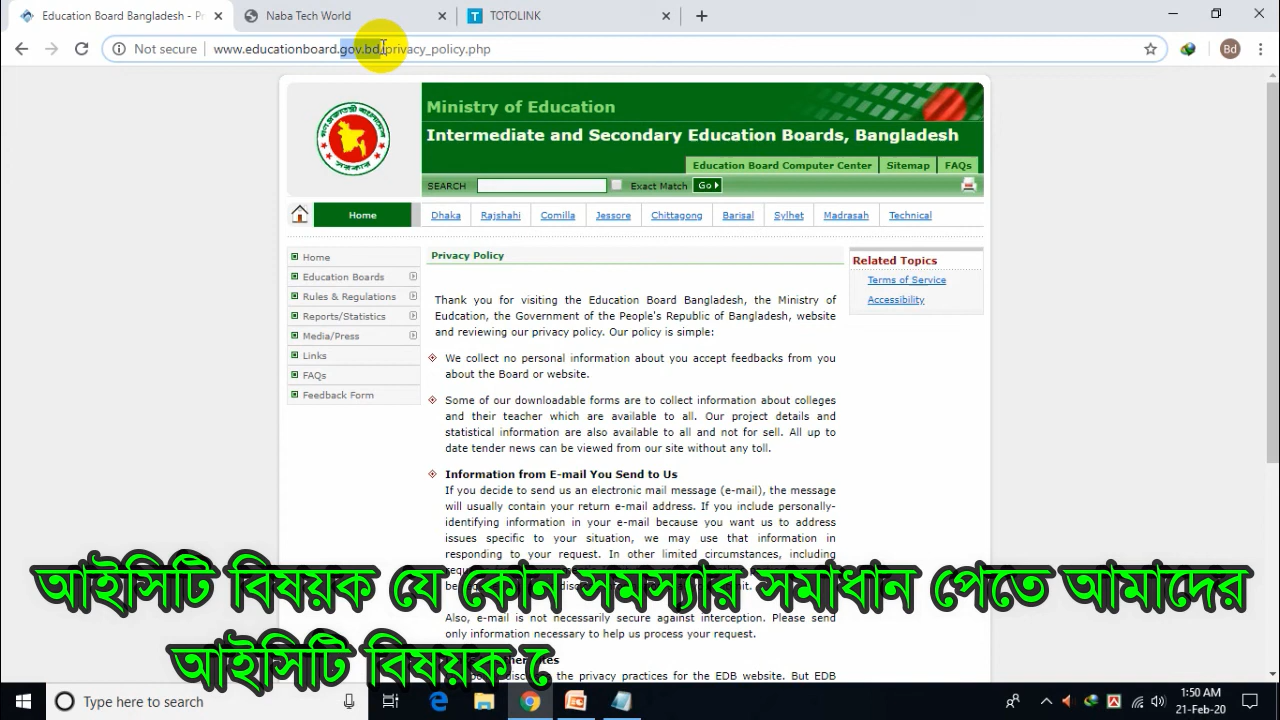 Education Board Bangladesh - Pr
Naba Tech World
TOTOLINK
Not secure
www.educationboard.gov.bd/privacy_policy.php
Bd
Ministry of Education
Intermediate and Secondary Education Boards, Bangladesh
Education Board Computer Center
Sitemap
FAQs
SEARCH
Exact Match
Go
Home
Dhaka
Rajshahi
Comilla
Jessore
Chittagong
Barisal
Sylhet
Madrasah
Technical
Home
Education Boards
Rules & Regulations
Reports/Statistics
Media/Press
Links
FAQs
Feedback Form
Privacy Policy
Thank you for visiting the Education Board Bangladesh, the Ministry of
Eudcation, the Government of the People's Republic of Bangladesh, website
and reviewing our privacy policy. Our policy is simple:
We collect no personal information about you accept feedbacks from you
about the Board or website.
Some of our downloadable forms are to collect information about colleges
and their teacher which are available to all. Our project details and
statistical information are also available to all and not for sell. All up to
date tender news can be viewed from our site without any toll.
Information from E-mail You Send to Us
If you decide to send us an electronic mail message (e-mail), the message
will usually contain your return e-mail address. If you include personally-
identifying information in your e-mail because you want us to address
issues specific to your situation, we may use that information in
responding to your request. In other limited circumstances, including
Also, e-mail is not necessarily secure against interception. Please send
only information necessary to help us process your request.
the privacy practices for the EDB website. But EDB
Related Topics
Terms of Service
Accessibility
আইসিটি বিষয়ক যে কোন সমস্যার সমাধান পেতে আমাদের
আইসিটি বিষয়ক
Type here to search
1:50 AM
21-Feb-20